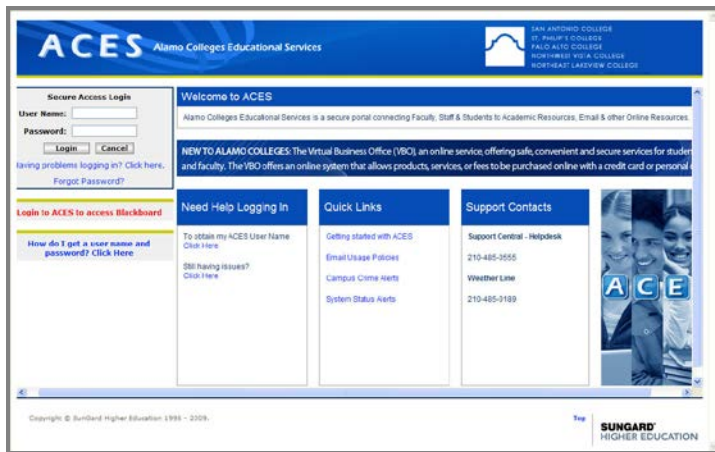 ACES Alamo Colleges Educational Services
SAN ANTONIO COLLEGE
ST. PHILIP'S COLLEGE
PALO ALTO COLLEGE
NORTHWEST VISTA COLLEGE
NORTHEAST LAKEVIEW COLLEGE
Secure Access Login
User Name:
Password:
Login Cancel
Having problems logging in? Click here.
Forgot Password?
Login to ACES to access Blackboard
How do I get a user name and
password? Click Here
Welcome to ACES
Alamo Colleges Educational Services is a secure portal connecting Faculty, Staff & Students to Academic Resources, Email & other Online Resources.
NEW TO ALAMO COLLEGES: The Virtual Business Office (VBO), an online service, offering safe, convenient and secure services for studen
and faculty. The VBO offers an online system that allows products, services, or fees to be purchased online with a credit card or personal
Need Help Logging In
To obtain my ACES User Name
Click Here
Still having issues?
Click Here
Quick Links
Getting started with ACES
Email Usage Policies
Campus Crime Alerts
System Status Alerts
Support Contacts
Support Central - Helpdesk
210-485-0555
Weather Line
210-485-0189
ACE
Copyright © SunGard Higher Education 1998 - 2009.
Top
SUNGARD'
HIGHER EDUCATION